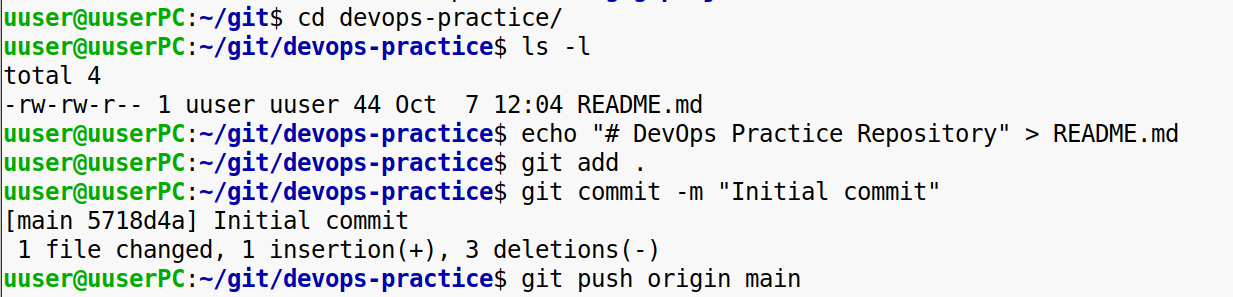 uuser@uuserPC:~/git$ cd devops-practice/
uuser@uuserPC:~/git/devops-practice$ ls -l
total 4
-rw-rw-r-- 1 uuser uuser 44 Oct  7 12:04 README.md
uuser@uuserPC:~/git/devops-practice$ echo "# DevOps Practice Repository" > README.md
uuser@uuserPC:~/git/devops-practice$ git add .
uuser@uuserPC:~/git/devops-practice$ git commit -m "Initial commit"
[main 5718d4a] Initial commit
 1 file changed, 1 insertion(+), 3 deletions(-)
uuser@uuserPC:~/git/devops-practice$ git push origin main